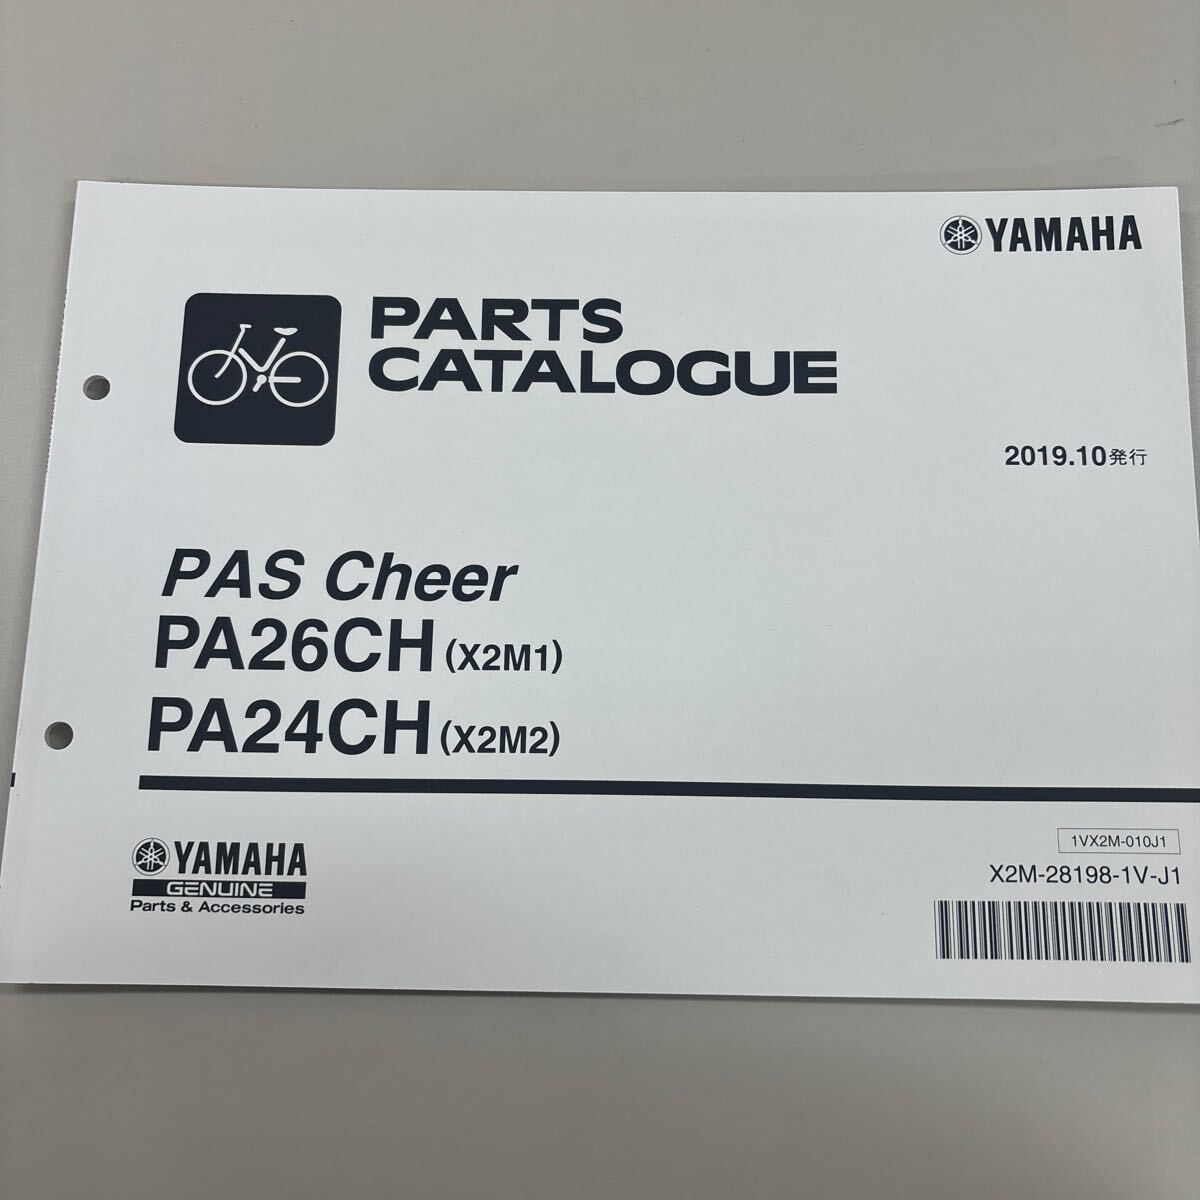 YAMAHA
PARTS
CATALOGUE
2019.10発行
PAS Cheer
PA26CH (X2M1)
PA24CH (X2M2)
1VX2M-010J1
X2M-28198-1V-J1
YAMAHA
GENUINE
Parts & Accessories